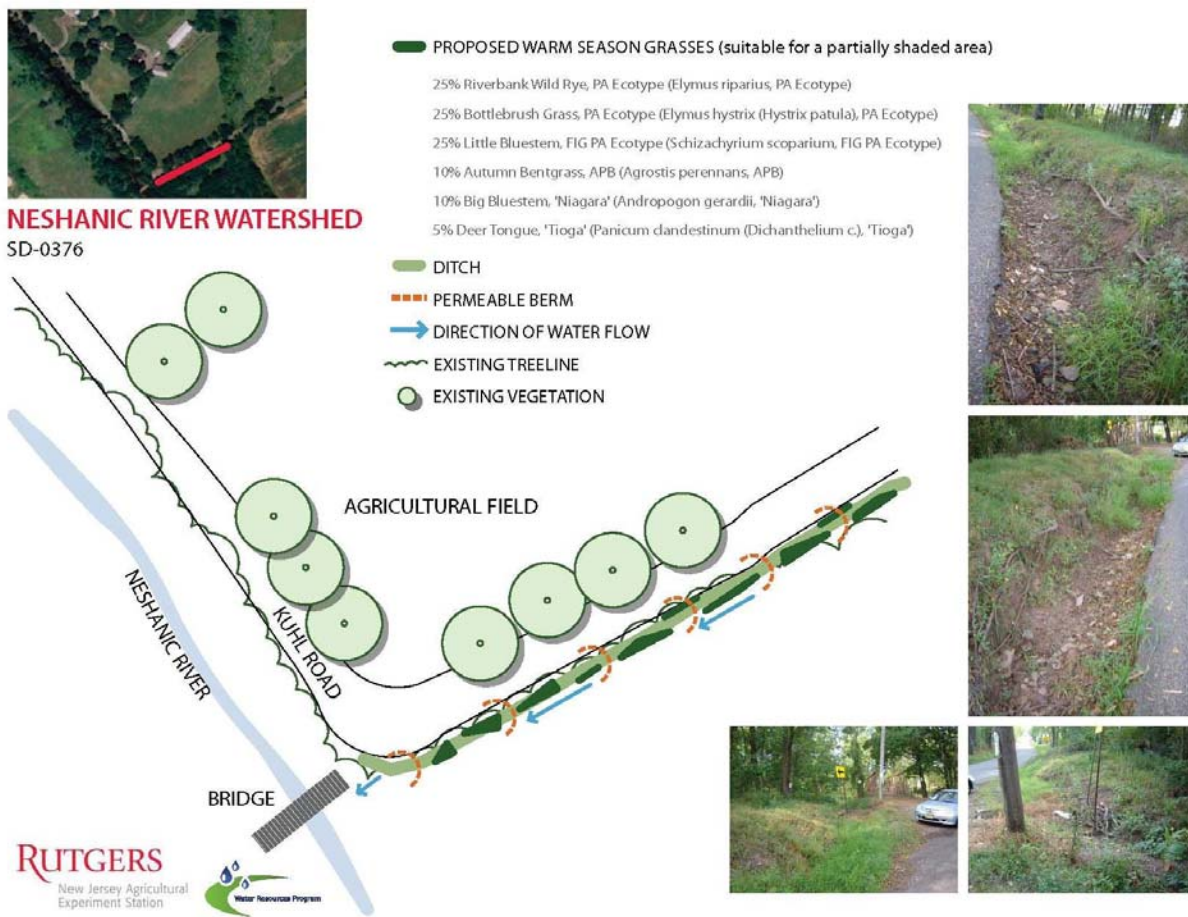 PROPOSED WARM SEASON GRASSES (suitable for a partially shaded area)
25% Riverbank Wild Rye, PA Ecotype (Elymus riparius, PA Ecotype)
25% Bottlebrush Grass, PA Ecotype (Elymus hystrix (Hystrix patula), PA Ecotype)
25% Little Bluestem, FIG PA Ecotype (Schizachyrium scoparium, FIG PA Ecotype)
10% Autumn Bentgrass, APB (Agrostis perennans, APB)
10% Big Bluestem, 'Niagara' (Andropogon gerardii, 'Niagara')
5% Deer Tongue, 'Tioga' (Panicum clandestinum (Dichanthelium c.), 'Tioga')
NESHANIC RIVER WATERSHED
SD-0376
DITCH
PERMEABLE BERM
DIRECTION OF WATER FLOW
EXISTING TREELINE
EXISTING VEGETATION
AGRICULTURAL FIELD
NESHANIC RIVER
KUHL ROAD
BRIDGE
RUTGERS
New Jersey Agricultural
Experiment Station
Water Resources Program